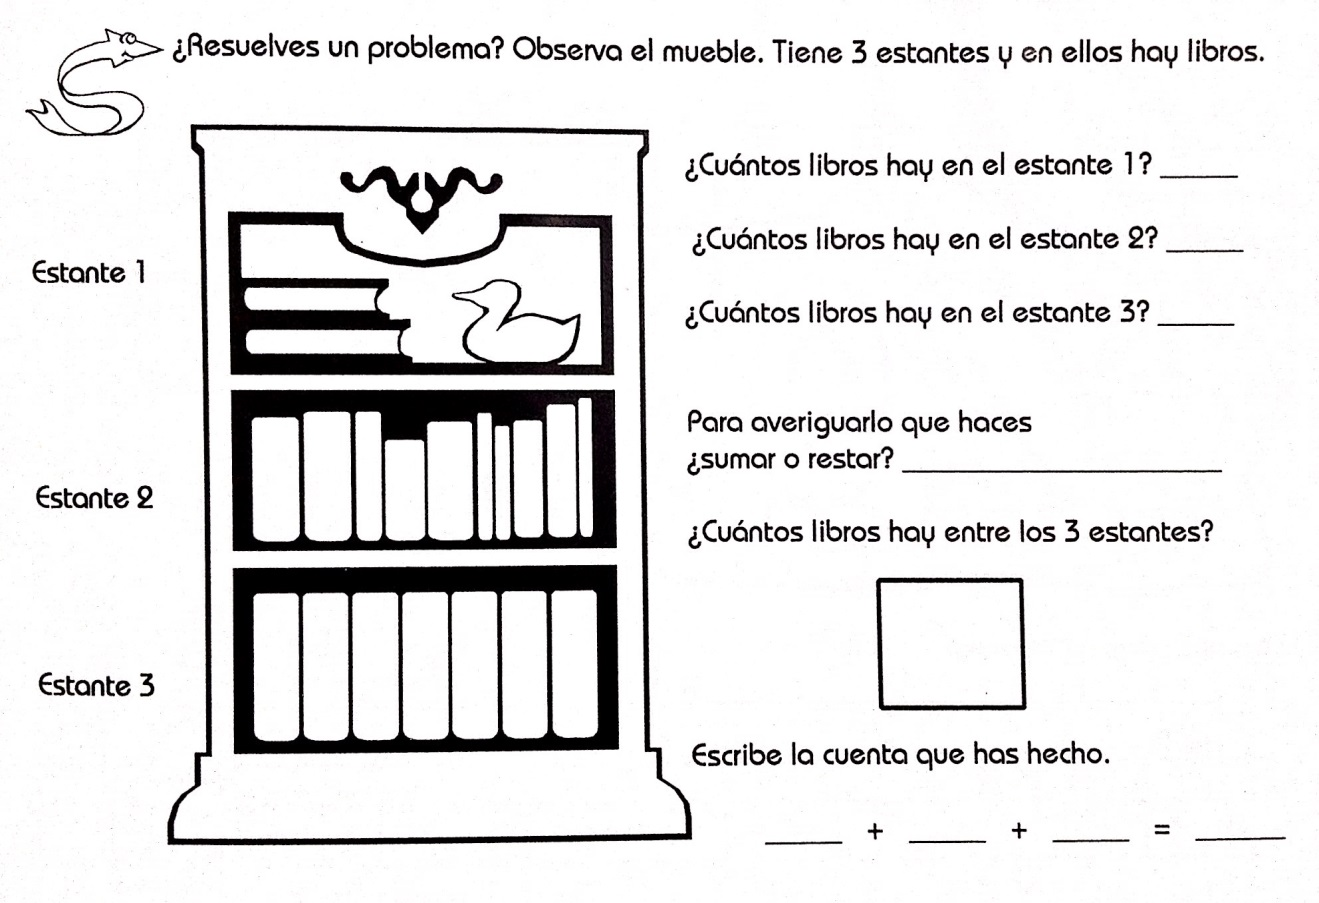 ¿Resuelves un problema? Observa el mueble. Tiene 3 estantes y en ellos hay libros.
¿Cuántos libros hay en el estante 1? _____
¿Cuántos libros hay en el estante 2? _____
Estante 1
¿Cuántos libros hay en el estante 3? _____
Para averiguarlo que haces
¿sumar o restar? ____________________
Estante 2
¿Cuántos libros hay entre los 3 estantes?
Estante 3
Escribe la cuenta que has hecho.
_____ + _____ + _____ = ______